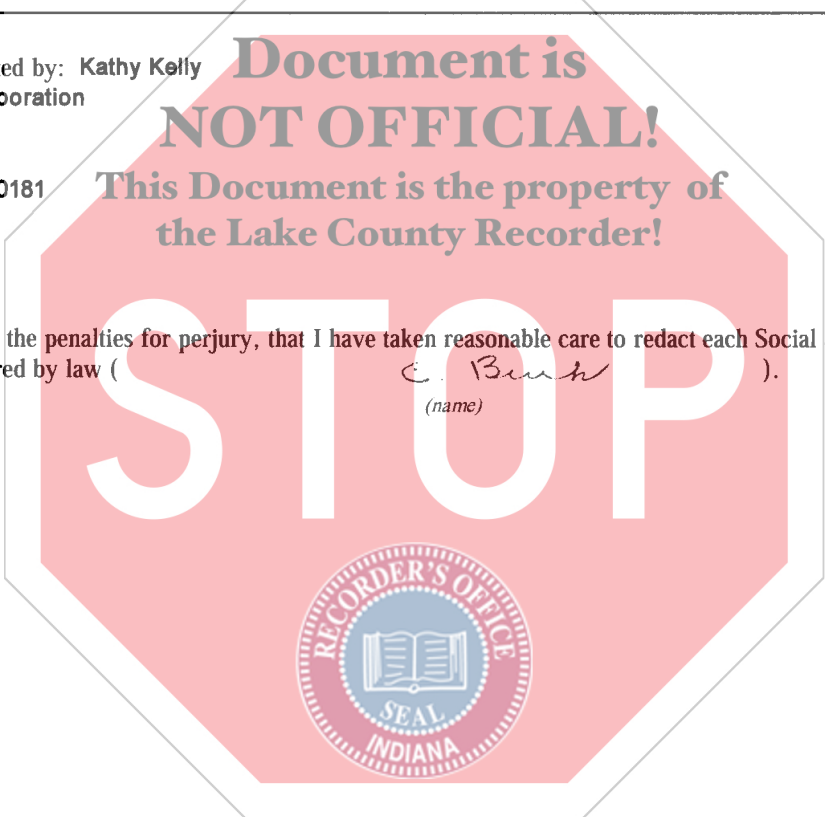 ed by: Kathy Kelly
poration
0181
Document is
NOT OFFICIAL!
This Document is the property of
the Lake County Recorder!
the penalties for perjury, that I have taken reasonable care to redact each Social
ed by law ( C. ).
(name)
STOP
RECORDER'S OFFICE
SEAL
INDIANA